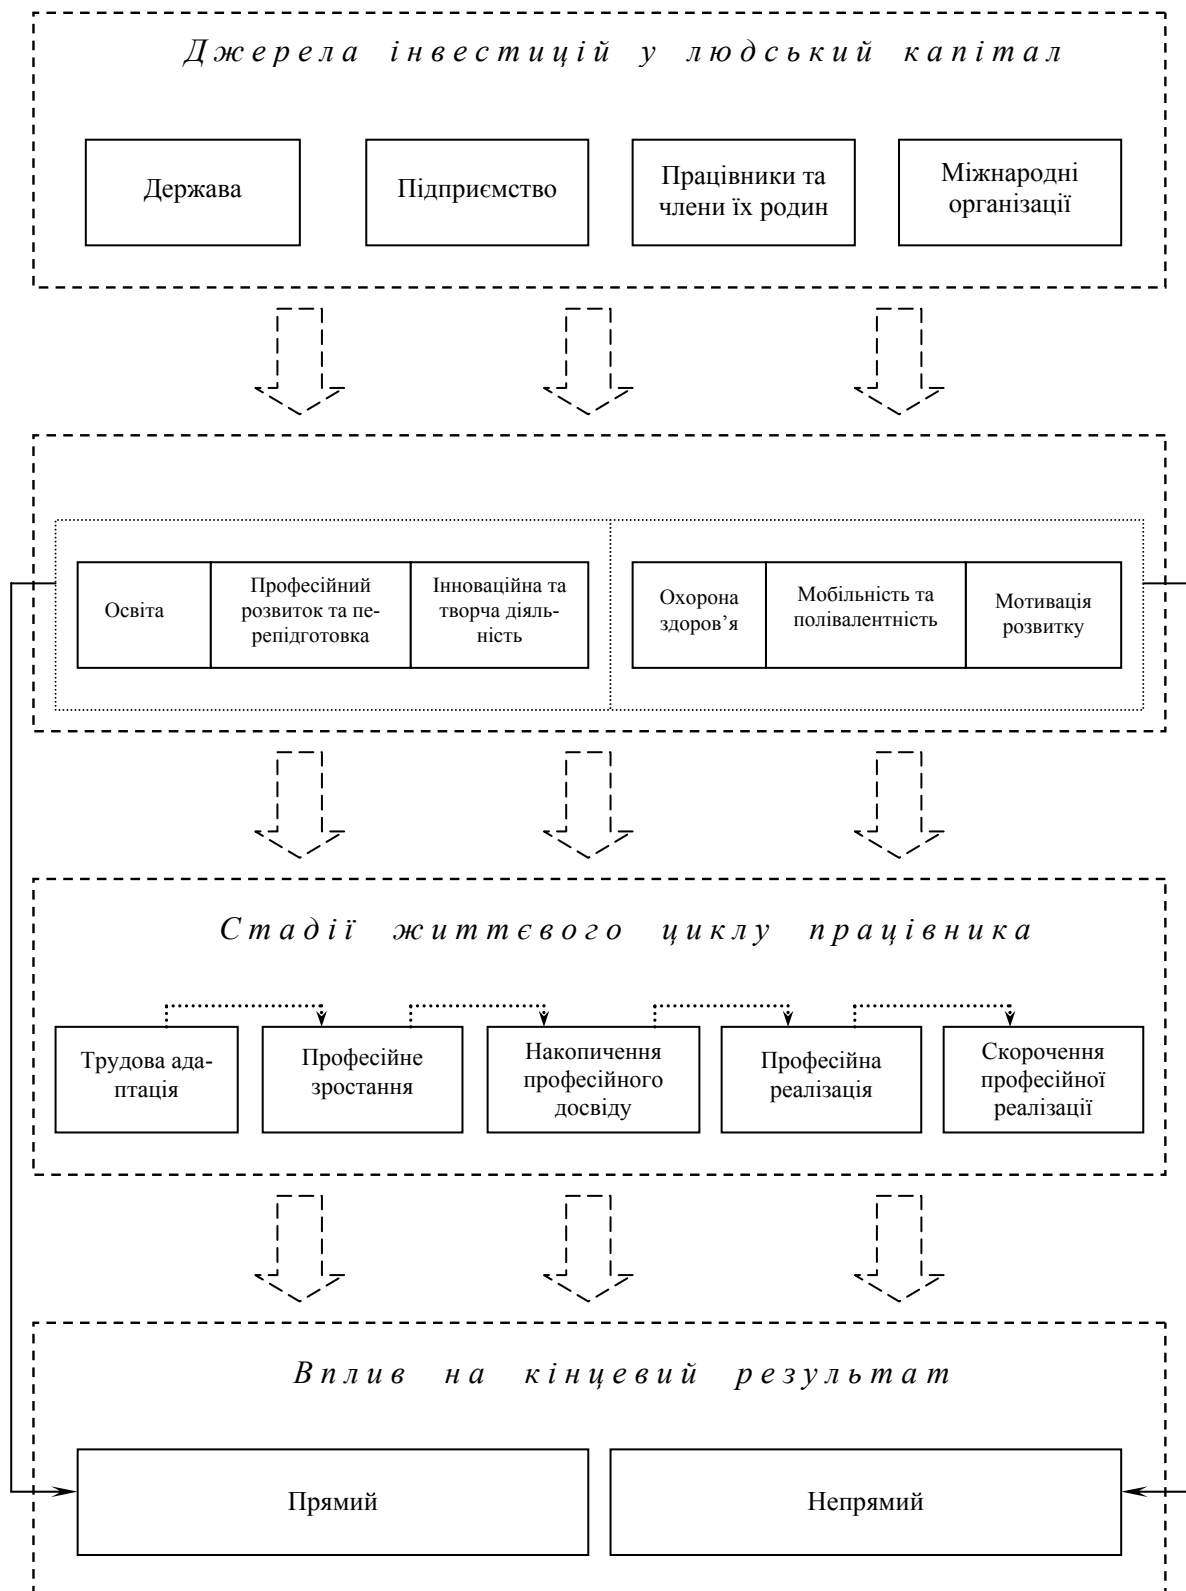 Джерела інвестицій у людський капітал
Держава
Підприємство
Працівники та
члени їх родин
Міжнародні
організації
Освіта
Професійний
розвиток та пе-
репідготовка
Інноваційна та
творча діяль-
ність
Охорона
здоров’я
Мобільність та
полівалентність
Мотивація
розвитку
Стадії життєвого циклу працівника
Трудова ада-
птація
Професійне
зростання
Накопичення
професійного
досвіду
Професійна
реалізація
Скорочення
професійної
реалізації
Вплив на кінцевий результат
Прямий
Непрямий